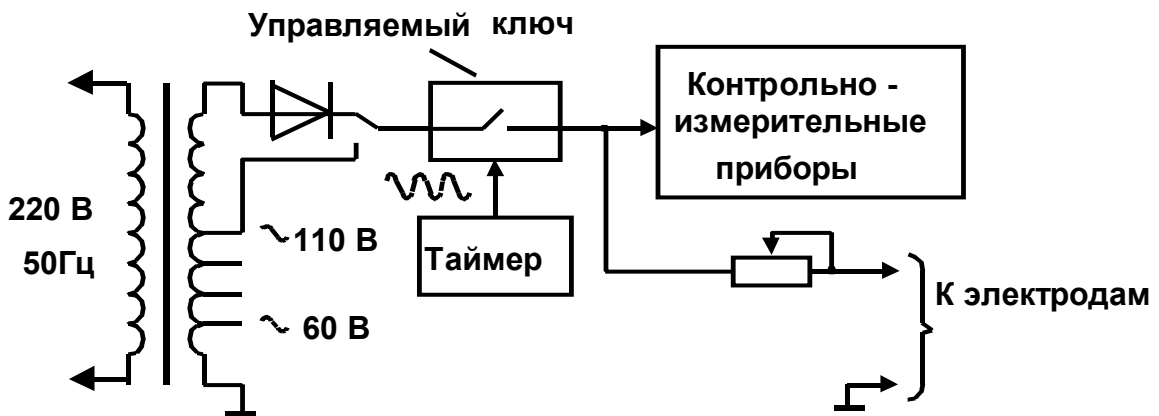 Управляемый ключ
Контрольно -
измерительные
приборы
220 В
50Гц
~110 В
Таймер
~ 60 В
К электродам